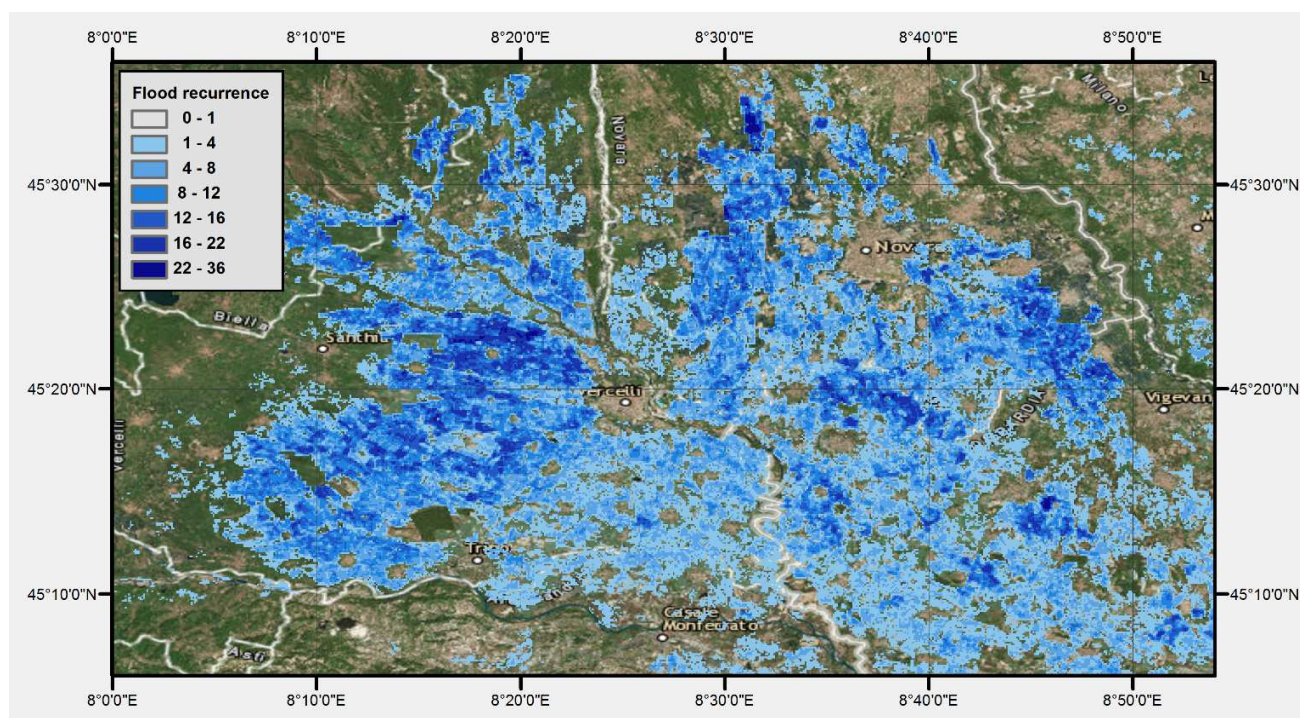 8°0'0"E 8°10'0"E 8°20'0"E 8°30'0"E 8°40'0"E 8°50'0"E
Flood recurrence
0 - 1
1 - 4
4 - 8
8 - 12
12 - 16
16 - 22
22 - 36
Milano
Novara
45°30'0"N 45°30'0"N
Novara
Biella
Santhià
45°20'0"N 45°20'0"N
Vercelli
Vigevan
Vercelli
45°10'0"N 45°10'0"N
Casale
Monferrato
Asti
8°0'0"E 8°10'0"E 8°20'0"E 8°30'0"E 8°40'0"E 8°50'0"E